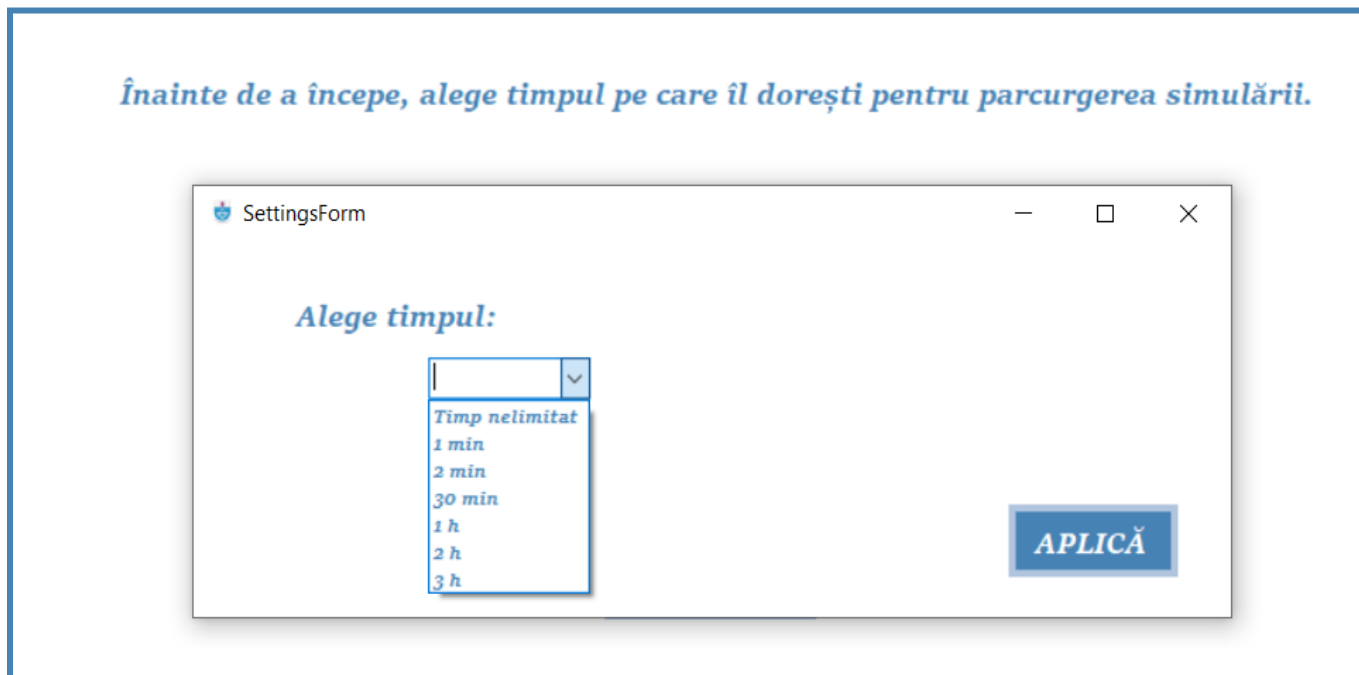 Înainte de a începe, alege timpul pe care îl dorești pentru parcurgerea simulării.
SettingsForm
Alege timpul:
Timp nelimitat
1 min
2 min
30 min
1 h
2 h
3 h
APLICĂ